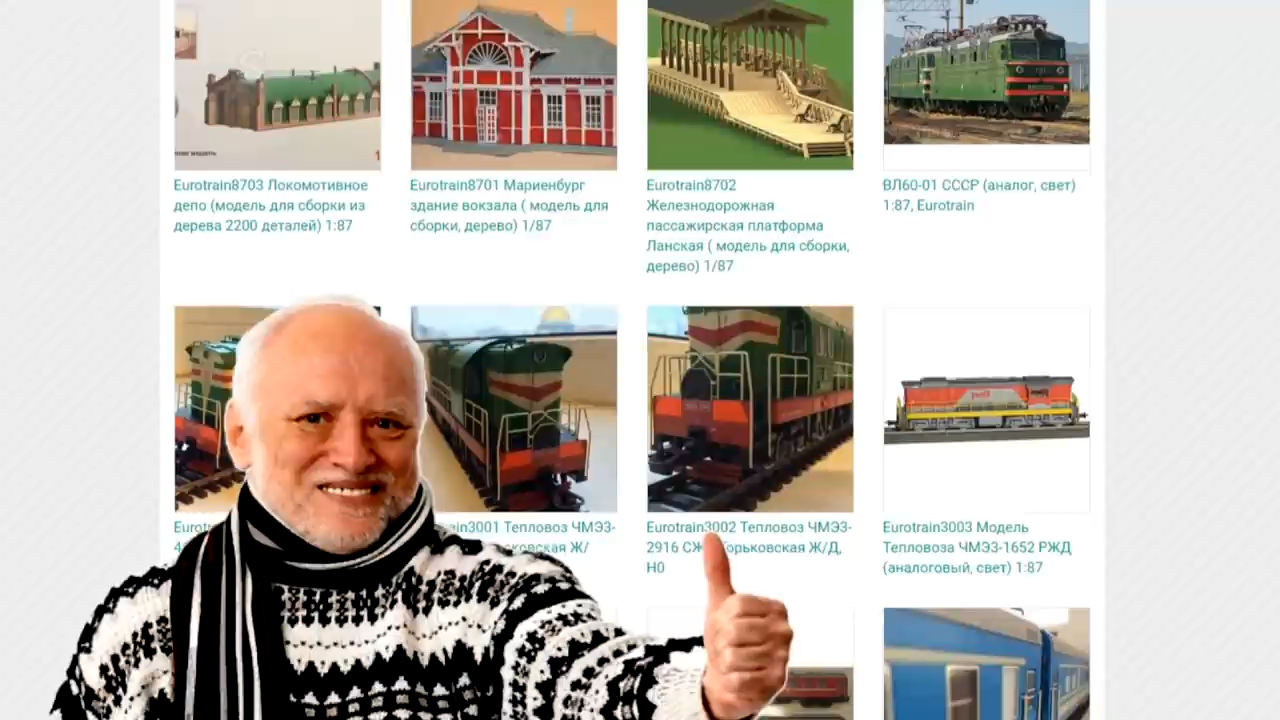 Eurotrain8703 Локомотивное
депо (модель для сборки из
дерева 2200 деталей) 1:87
Eurotrain8701 Мариенбург
здание вокзала ( модель для
сборки, дерево) 1/87
Eurotrain8702
Железнодорожная
пассажирская платформа
Ланская ( модель для сборки,
дерево) 1/87
ВЛ60-01 СССР (аналог, свет)
1:87, Eurotrain
3001 Тепловоз ЧМЭ3-
Ж/
Eurotrain3002 Тепловоз ЧМЭ3-
2916 Ж/Д,
H0
Eurotrain3003 Модель
Тепловоза ЧМЭ3-1652 РЖД
(аналоговый, свет) 1:87